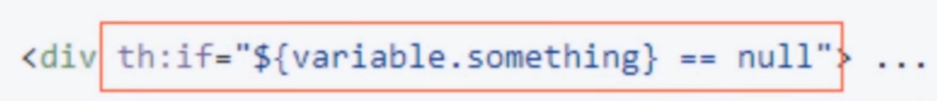 <div th:if="${variable.something} == null"> ...